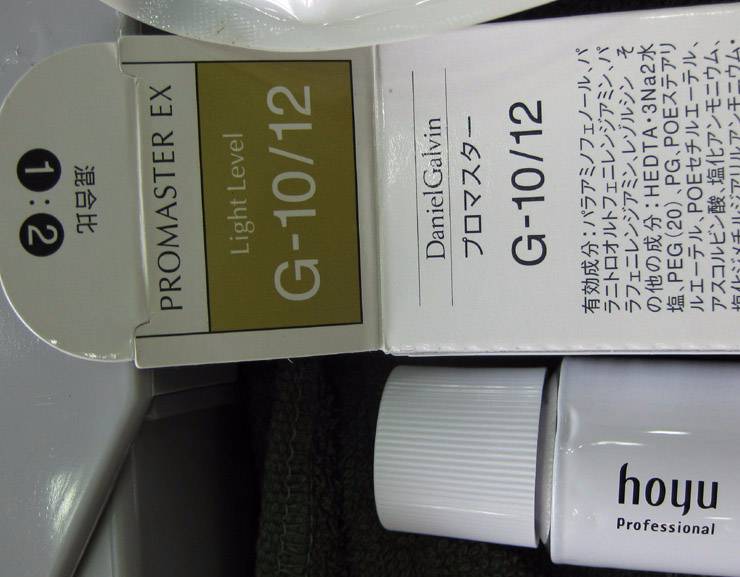 混合比
1:2
PROMASTER EX
Light Level
G-10/12
DanielGalvin
プロマスター
G-10/12
有効成分：パラアミノフェノール、パ
ラニトロオルトフェニレンジアミン、パ
ラフェニレンジアミン、レゾルシン そ
の他の成分：HEDTA・3Na2水
塩、PEG(20)、PG、POEステアリ
ルエーテル、POEセチルエーテル、
アスコルビン酸、塩化アンモニウム、
hoyu
Professional